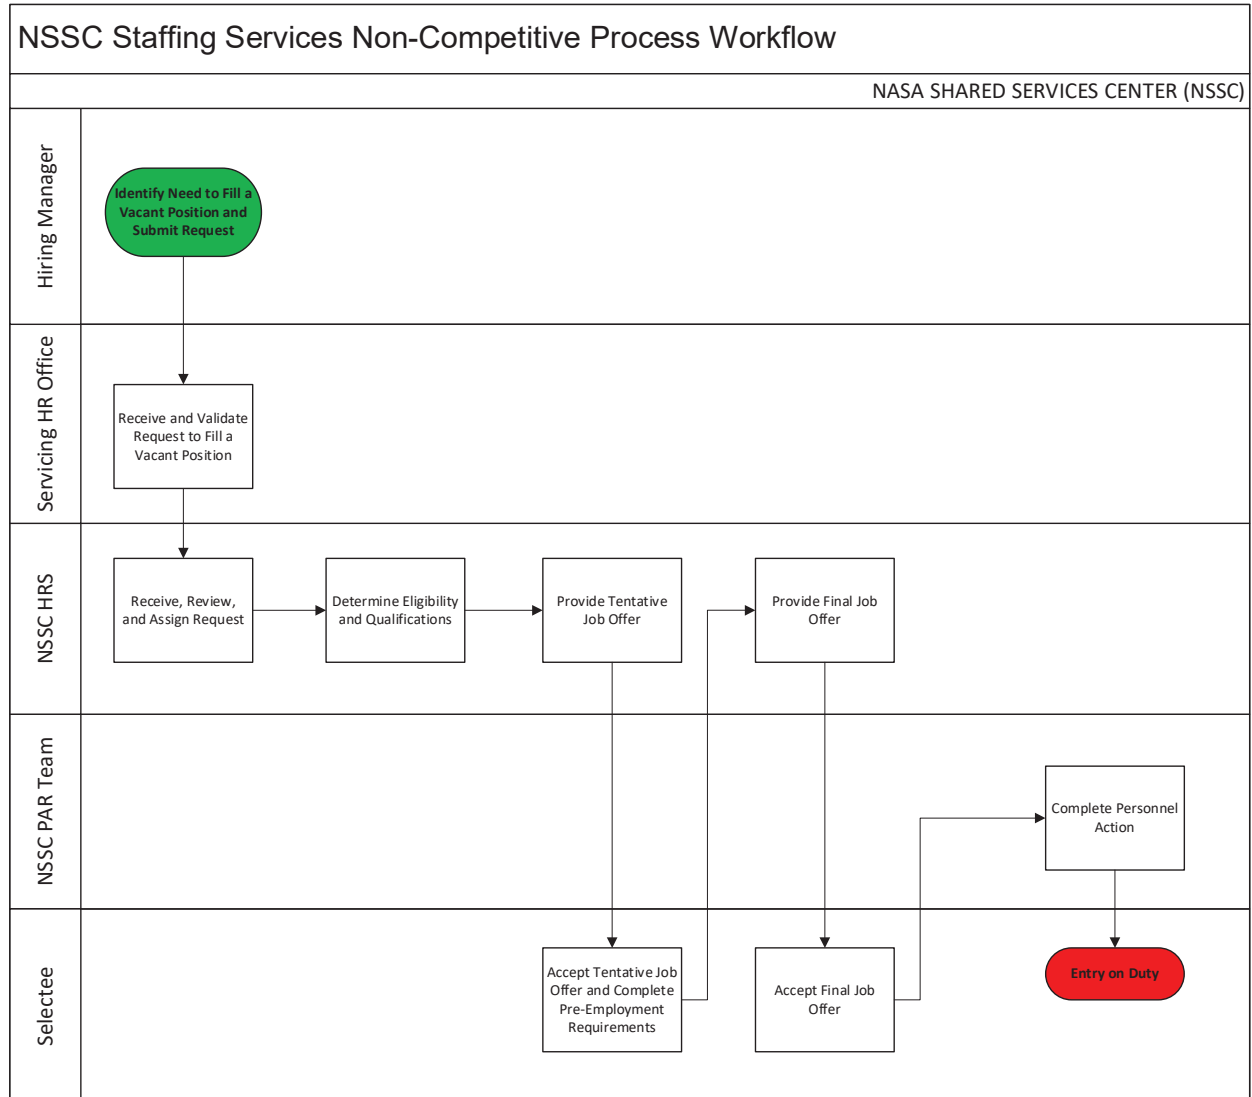 NSSC Staffing Services Non-Competitive Process Workflow
NASA SHARED SERVICES CENTER (NSSC)
Hiring Manager
Identify Need to Fill a
Vacant Position and
Submit Request
Servicing HR Office
Receive and Validate
Request to Fill a
Vacant Position
NSSC HRS
Receive, Review,
and Assign Request
Determine Eligibility
and Qualifications
Provide Tentative
Job Offer
Provide Final Job
Offer
NSSC PAR Team
Complete Personnel
Action
Selectee
Accept Tentative Job
Offer and Complete
Pre-Employment
Requirements
Accept Final Job
Offer
Entry on Duty